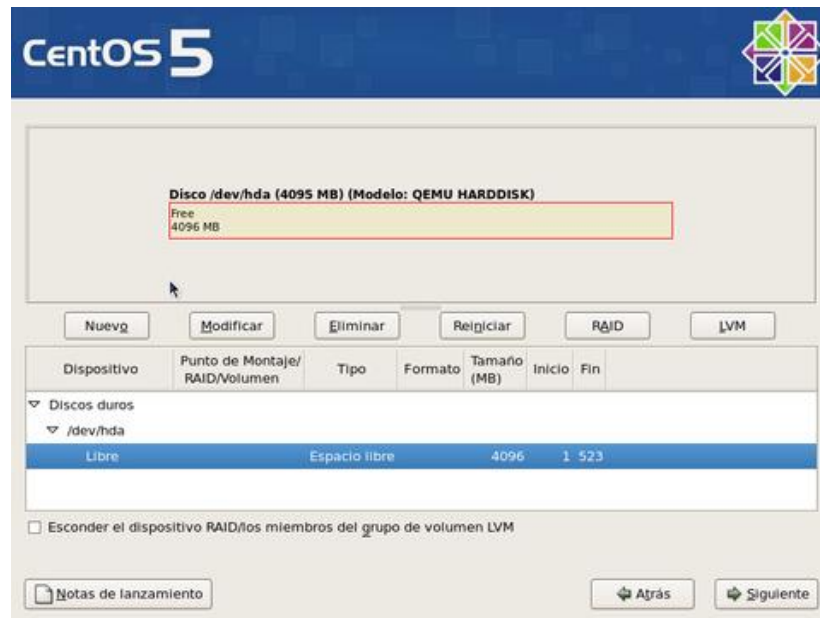 CentOS 5
Disco /dev/hda (4095 MB) (Modelo: QEMU HARDDISK)
Free
4096 MB
Nuevo
Modificar
Eliminar
Reiniciar
RAID
LVM
Dispositivo
Punto de Montaje/
RAID/Volumen
Tipo
Formato
Tamaño
(MB)
Inicio
Fin
Discos duros
/dev/hda
Libre Espacio libre 4096 1 523
Esconder el dispositivo RAID/los miembros del grupo de volumen LVM
Notas de lanzamiento
Atrás
Siguiente